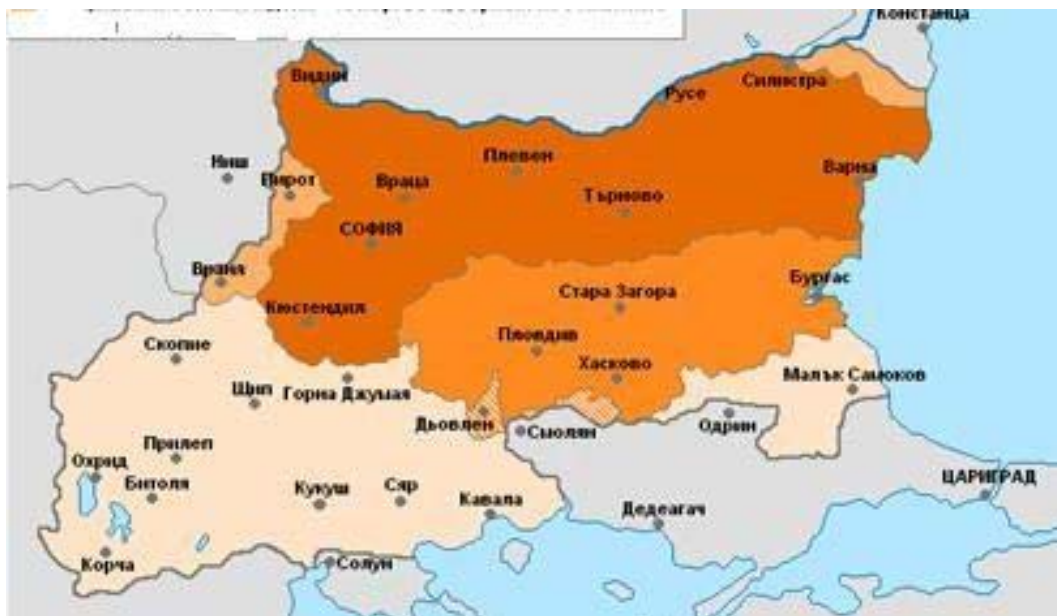 Констанца
Видин
Силистра
Русе
Плевен
Ниш
Пирот
Враца
Варна
Търново
СОФИЯ
Враня
Бургас
Стара Загора
Кюстендил
Пловдив
Скопие
Хасково
Щип
Горна Джумая
Малък Самоков
Дьовлен
Одрин
Смолян
Прилеп
Охрид
Битоля
Кукуш
Сяр
Кавала
ЦАРИГРАД
Дедеагач
Корча
Солун